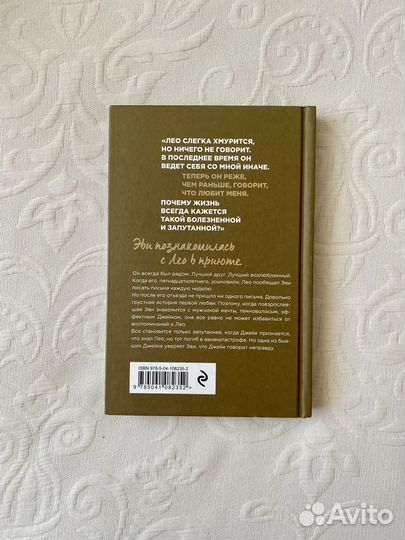 «ЛЕО СЛЕГКА ХМУРИТСЯ,
НО НИЧЕГО НЕ ГОВОРИТ.
В ПОСЛЕДНЕЕ ВРЕМЯ ОН
ВЕДЕТ СЕБЯ СО МНОЙ ИНАЧЕ.
ТЕПЕРЬ ОН РЕЖЕ,
ЧЕМ РАНЬШЕ, ГОВОРИТ,
ЧТО ЛЮБИТ МЕНЯ.
ПОЧЕМУ ЖИЗНЬ
ВСЕГДА КАЖЕТСЯ
ТАКОЙ БОЛЕЗНЕННОЙ
И ЗАПУТАННОЙ?»
Эви познакомилась
с Лео в приюте.
Он всегда был рядом. Лучший друг. Лучший возлюбленный.
Когда его, пятнадцатилетнего, усыновили, Лео пообещал Эви
писать письма каждую неделю.
Но после его отъезда не пришло ни одного письма. Довольно
грустная история первой любви. Поэтому, когда повзрослев-
шая Эви знакомится с мужчиной мечты, темноволосым,
эффектным Джейком, она все равно не может избавиться от
воспоминаний о Лео.
Все становится только запутаннее, когда Джейк признается,
что знал Лео, но тот погиб в авиакатастрофе. Но одна из быв-
ших Джейка уверяет Эви, что Джейк говорит неправду.
ISBN 978-5-04-108235-2
9 785041 082352 >
Avito